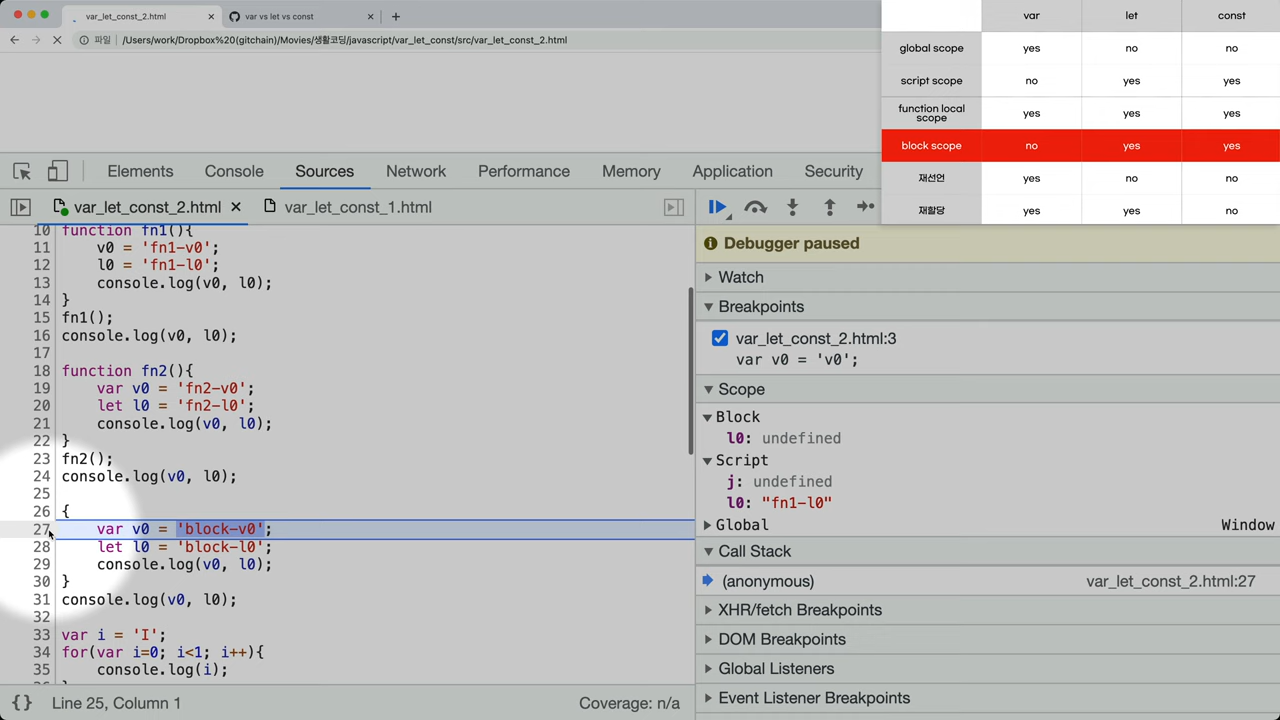 var_let_const_2.html
var vs let vs const
파일
/Users/work/Dropbox%20(gitchain)/Movies/생활코딩/javascript/var_let_const/src/var_let_const_2.html
var let const
global scope yes no no
script scope no yes yes
function local scope yes yes yes
block scope no yes yes
재선언 yes no no
재할당 yes yes no
Elements Console Sources Network Performance Memory Application Security
var_let_const_2.html var_let_const_1.html
10 function fn1(){
11 v0 = 'fn1-v0';
12 l0 = 'fn1-l0';
13 console.log(v0, l0);
14 }
15 fn1();
16 console.log(v0, l0);
17
18 function fn2(){
19 var v0 = 'fn2-v0';
20 let l0 = 'fn2-l0';
21 console.log(v0, l0);
22 }
23 fn2();
24 console.log(v0, l0);
25
26 {
27 var v0 = 'block-v0';
28 let l0 = 'block-l0';
29 console.log(v0, l0);
30 }
31 console.log(v0, l0);
32
33 var i = 'I';
34 for(var i=0; i<1; i++){
35 console.log(i);
{} Line 25, Column 1 Coverage: n/a
Debugger paused
Watch
Breakpoints
var_let_const_2.html:3
var v0 = 'v0';
Scope
Block
l0: undefined
Script
j: undefined
l0: "fn1-l0"
Global Window
Call Stack
(anonymous) var_let_const_2.html:27
XHR/fetch Breakpoints
DOM Breakpoints
Global Listeners
Event Listener Breakpoints